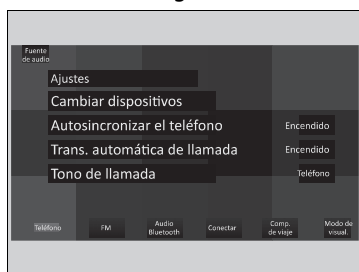 Fuente
de audio
Ajustes
Cambiar dispositivos
Autosincronizar el teléfono Encendido
Trans. automática de llamada Encendido
Tono de llamada Teléfono
Teléfono FM Audio Bluetooth Conectar Comp. de viaje Modo de visual.